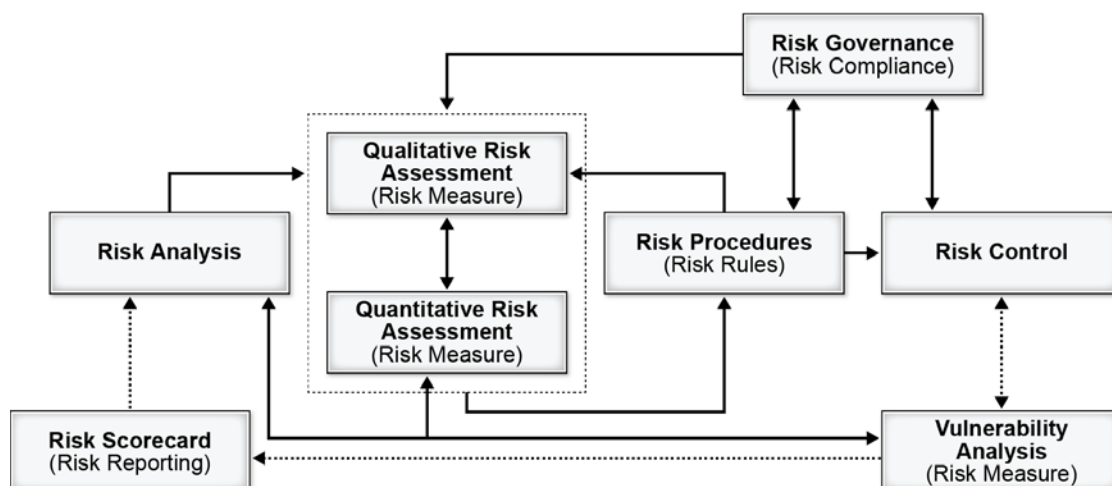 Risk Governance
(Risk Compliance)
Qualitative Risk
Assessment
(Risk Measure)
Risk Analysis
Risk Procedures
(Risk Rules)
Risk Control
Quantitative Risk
Assessment
(Risk Measure)
Risk Scorecard
(Risk Reporting)
Vulnerability
Analysis
(Risk Measure)